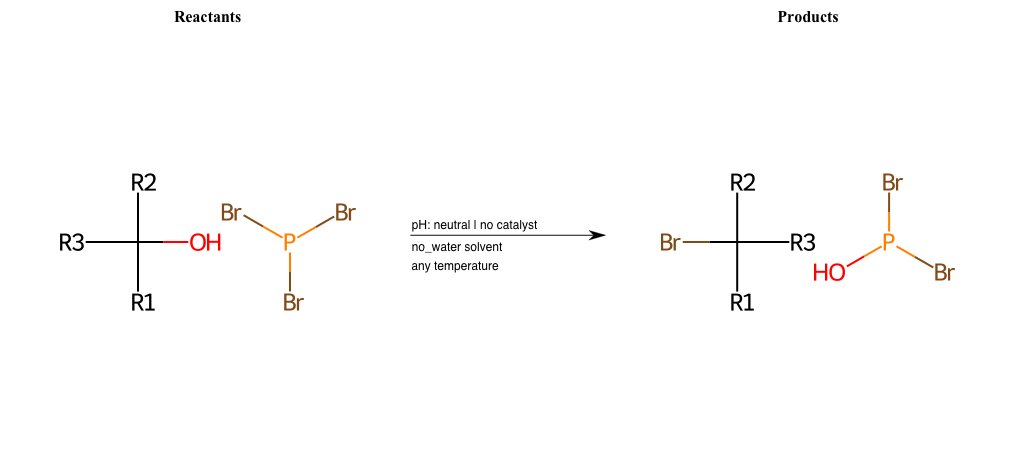 Reactants
Products
R2
R3
OH
R1
Br
Br
P
Br
pH: neutral | no catalyst
no_water solvent
any temperature
R2
Br
R3
R1
Br
P
HO
Br